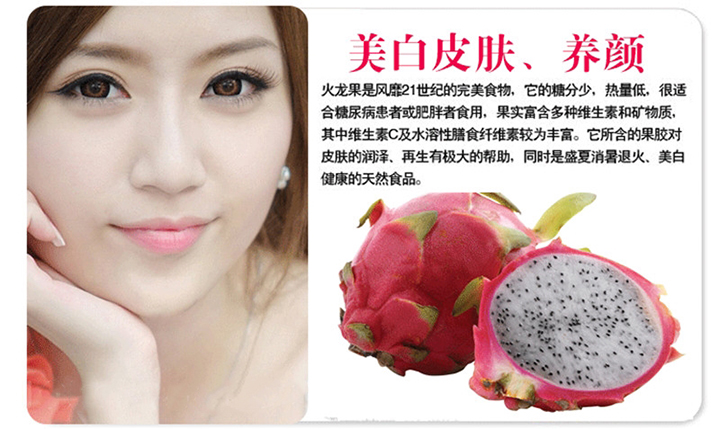 美白皮肤、养颜
火龙果是风靡21世纪的完美食物，它的糖分少，热量低，很适
合糖尿病患者或肥胖者食用，果实富含多种维生素和矿物质，
其中维生素C及水溶性膳食纤维素较为丰富。它所含的果胶对
皮肤的润泽、再生有极大的帮助，同时是盛夏消暑退火、美白
健康的天然食品。